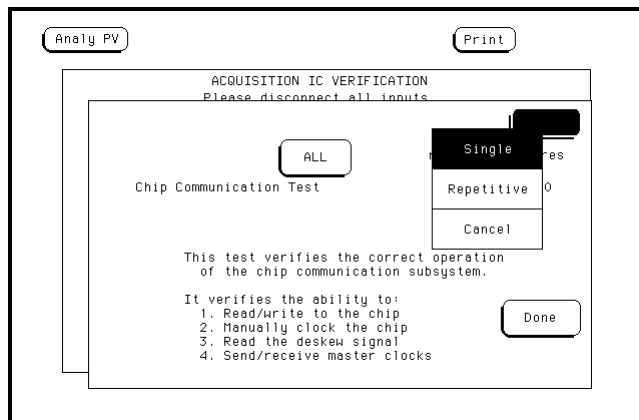 Analy PV
Print
ACQUISITION IC VERIFICATION
Please disconnect all inputs
ALL
Single
Chip Communication Test
Repetitive
0
Cancel
This test verifies the correct operation
of the chip communication subsystem.
It verifies the ability to:
1. Read/write to the chip
2. Manually clock the chip
3. Read the deskew signal
4. Send/receive master clocks
Done